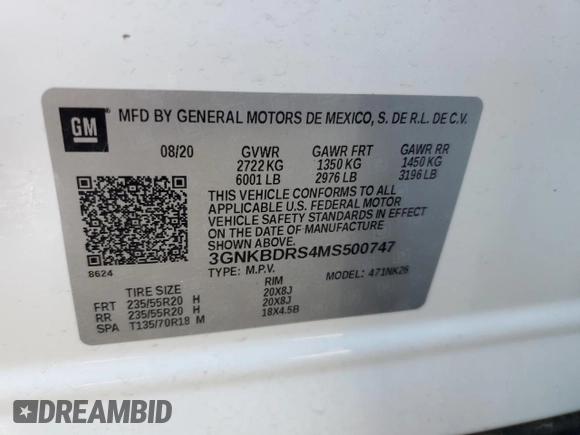 GM
MFD BY GENERAL MOTORS DE MEXICO, S. DE R.L. DE C.V.
08/20 GVWR GAWR FRT GAWR RR
2722 KG 1350 KG 1450 KG
6001 LB 2976 LB 3196 LB
THIS VEHICLE CONFORMS TO ALL
APPLICABLE U.S. FEDERAL MOTOR
VEHICLE SAFETY STANDARDS IN EFFECT
ON THE DATE OF MANUFACTURE
SHOWN ABOVE.
3GNKBDRS4MS500747
TYPE: M.P.V. MODEL: 471NK26
8624
TIRE SIZE RIM
FRT 235/55R20 H 20X8J
RR 235/55R20 H 20X8J
SPA T135/70R18 M 18X4.5B
DREAMBID